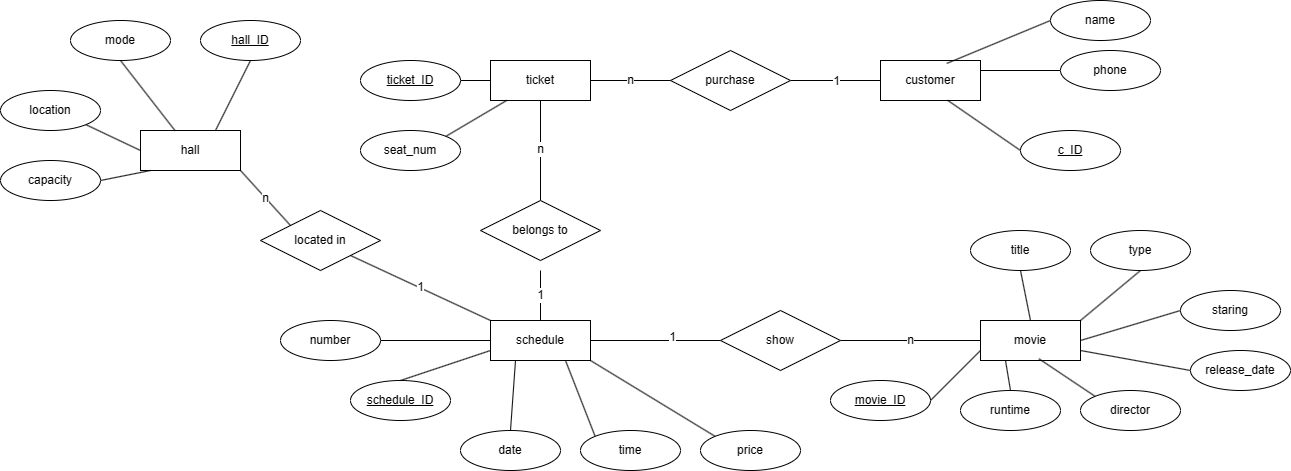 name
mode
hall_ID
ticket_ID
ticket
n
purchase
1
customer
phone
location
hall
seat_num
n
c_ID
capacity
n
located in
belongs to
title
type
1
1
staring
number
schedule
1
show
n
movie
release_date
schedule_ID
movie_ID
runtime
director
date
time
price